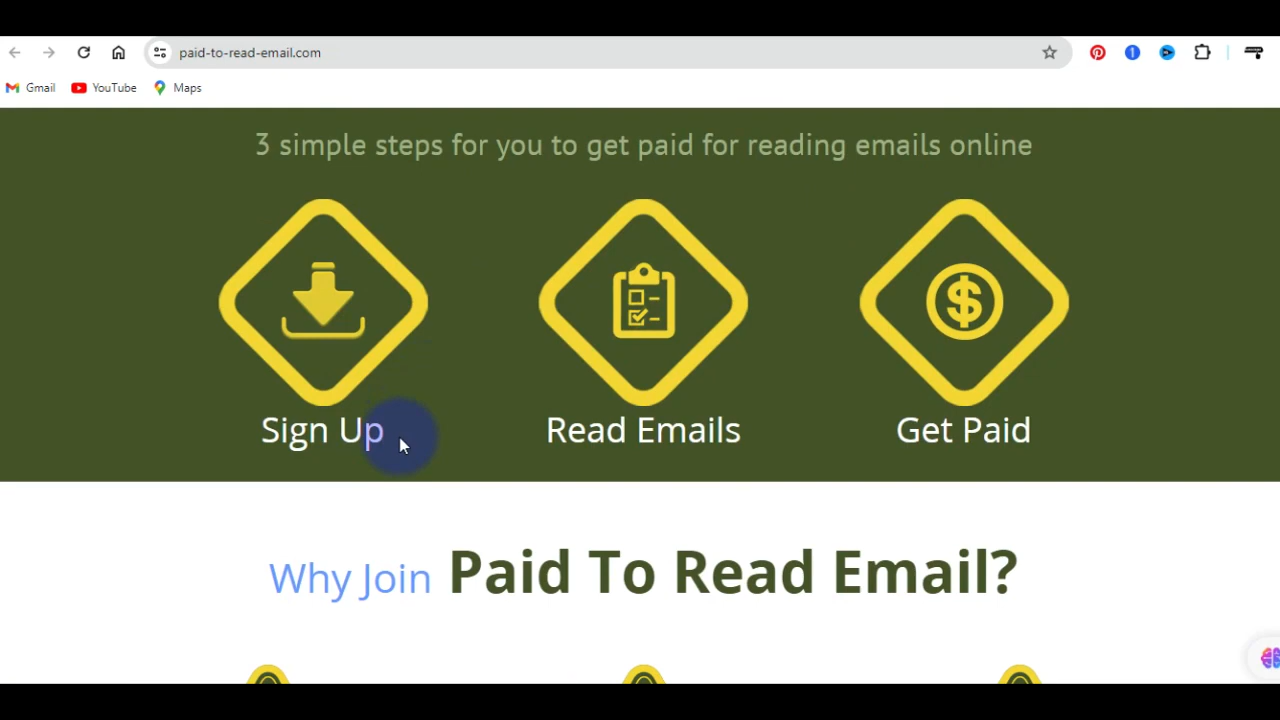 paid-to-read-email.com
Gmail YouTube Maps
3 simple steps for you to get paid for reading emails online
Sign Up Read Emails Get Paid
Why Join Paid To Read Email?